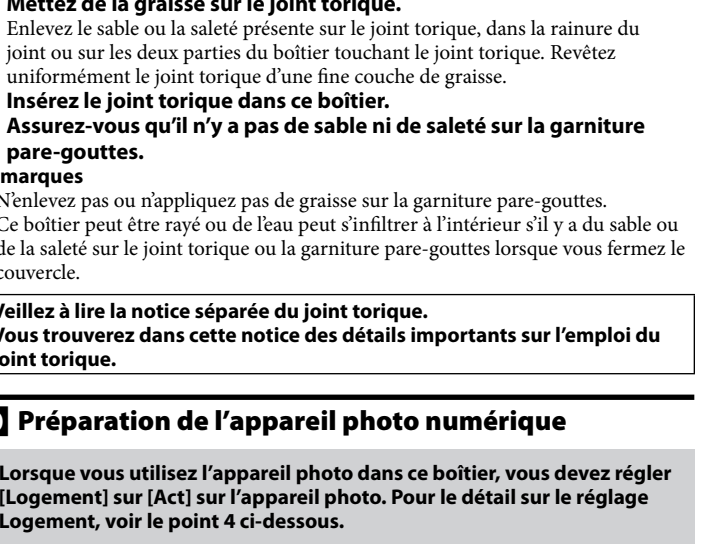 Mettez de la graisse sur le joint torique.
Enlevez le sable ou la saleté présente sur le joint torique, dans la rainure du
joint ou sur les deux parties du boîtier touchant le joint torique. Revêtez
uniformément le joint torique d’une fine couche de graisse.
Insérez le joint torique dans ce boîtier.
Assurez-vous qu’il n’y a pas de sable ni de saleté sur la garniture
pare-gouttes.
marques
N’enlevez pas ou n’appliquez pas de graisse sur la garniture pare-gouttes.
Ce boîtier peut être rayé ou de l’eau peut s’infiltrer à l’intérieur s’il y a du sable ou
de la saleté sur le joint torique ou la garniture pare-gouttes lorsque vous fermez le
couvercle.
Veillez à lire la notice séparée du joint torique.
Vous trouverez dans cette notice des détails importants sur l’emploi du
joint torique.
Préparation de l’appareil photo numérique
Lorsque vous utilisez l’appareil photo dans ce boîtier, vous devez régler
[Logement] sur [Act] sur l’appareil photo. Pour le détail sur le réglage
Logement, voir le point 4 ci-dessous.